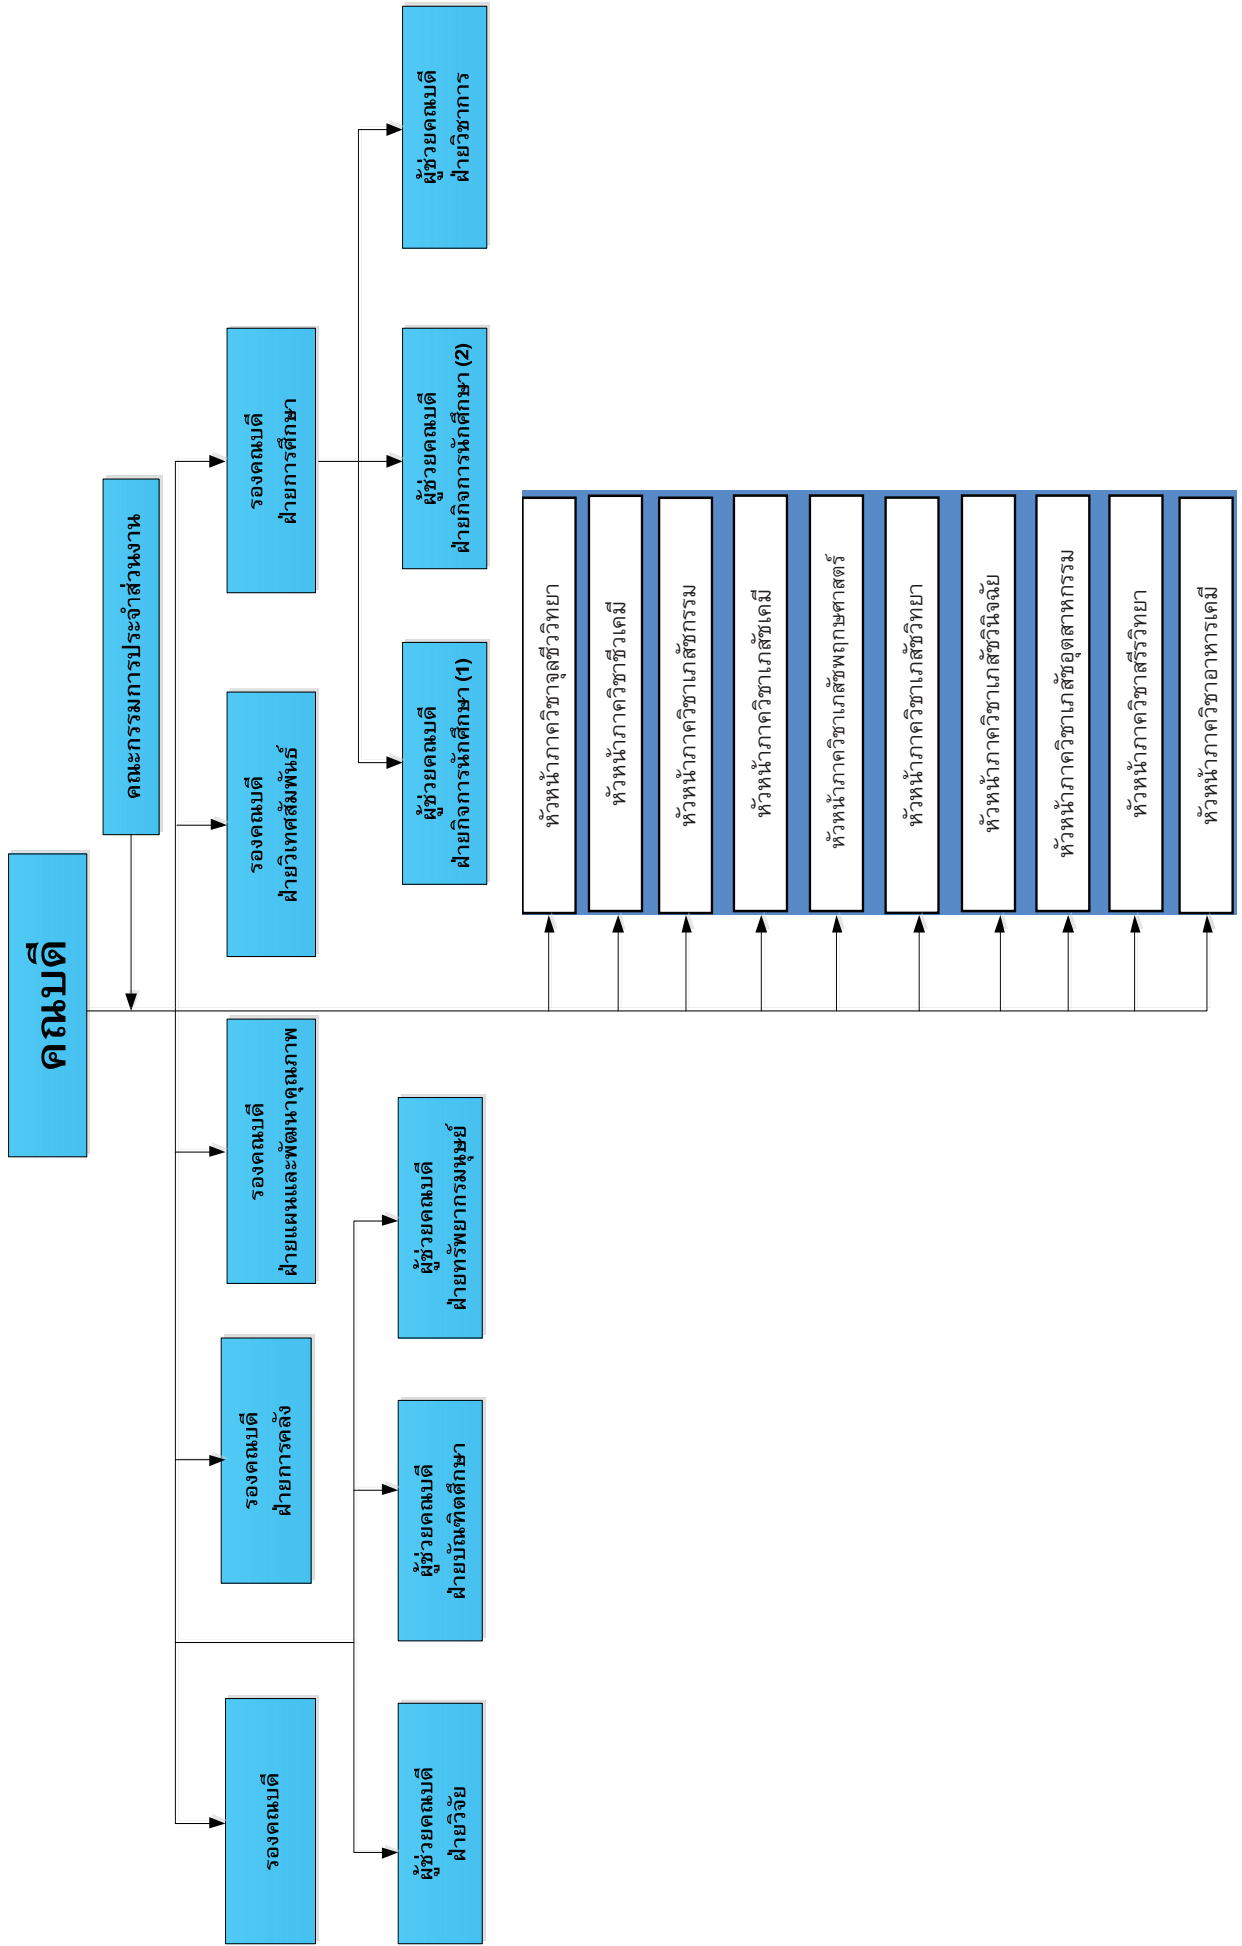 คณบดี
คณะกรรมการประจำส่วนงาน
รองคณบดี
รองคณบดี
ฝ่ายการคลัง
รองคณบดี
ฝ่ายแผนและพัฒนาคุณภาพ
รองคณบดี
ฝ่ายวิเทศสัมพันธ์
รองคณบดี
ฝ่ายการศึกษา
ผู้ช่วยคณบดี
ฝ่ายวิจัย
ผู้ช่วยคณบดี
ฝ่ายบัณฑิตศึกษา
ผู้ช่วยคณบดี
ฝ่ายทรัพยากรมนุษย์
ผู้ช่วยคณบดี
ฝ่ายกิจการนักศึกษา (1)
ผู้ช่วยคณบดี
ฝ่ายกิจการนักศึกษา (2)
ผู้ช่วยคณบดี
ฝ่ายวิชาการ
หัวหน้าภาควิชาจุลชีววิทยา
หัวหน้าภาควิชาชีวเคมี
หัวหน้าภาควิชาเภสัชกรรม
หัวหน้าภาควิชาเภสัชเคมี
หัวหน้าภาควิชาเภสัชพฤกษศาสตร์
หัวหน้าภาควิชาเภสัชวิทยา
หัวหน้าภาควิชาเภสัชวินิจฉัย
หัวหน้าภาควิชาเภสัชอุตสาหกรรม
หัวหน้าภาควิชาสรีรวิทยา
หัวหน้าภาควิชาอาหารเคมี